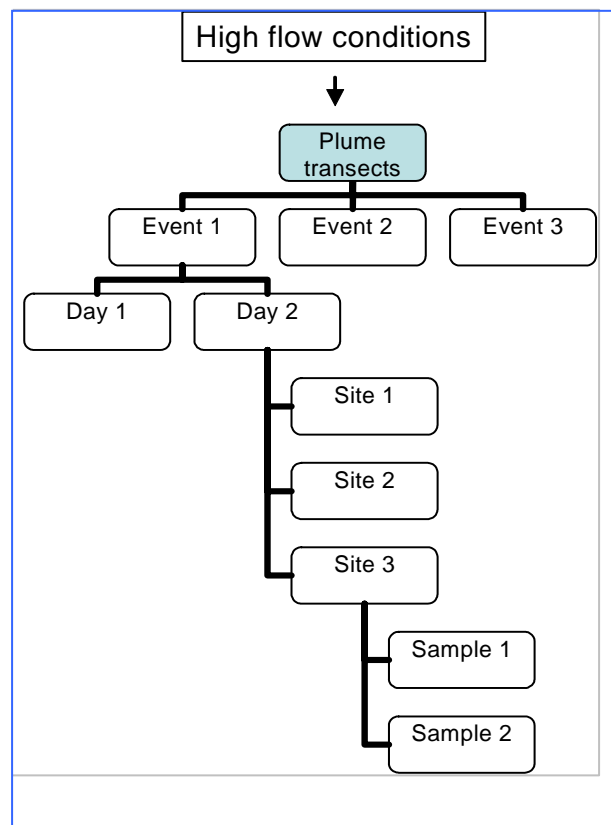 High flow conditions
Plume
transects
Event 1
Event 2
Event 3
Day 1
Day 2
Site 1
Site 2
Site 3
Sample 1
Sample 2